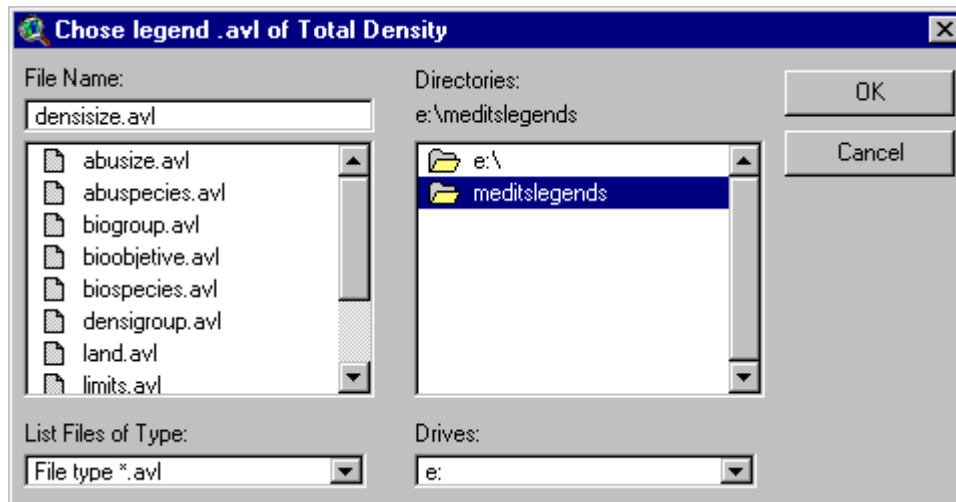 Chose legend .avl of Total Density
File Name:
densisize.avl
abusize.avl
abuspecies.avl
biogroup.avl
bioobjetive.avl
biospecies.avl
densigroup.avl
land.avl
limits.avl
List Files of Type:
File type *.avl
Directories:
e:\meditslegends
e:\
meditslegends
Drives:
e:
OK
Cancel